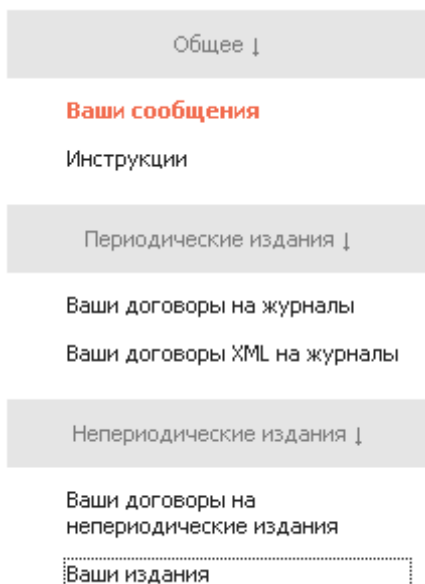 Общее ↓
Ваши сообщения
Инструкции
Периодические издания ↓
Ваши договоры на журналы
Ваши договоры XML на журналы
Непериодические издания ↓
Ваши договоры на
непериодические издания
Ваши издания